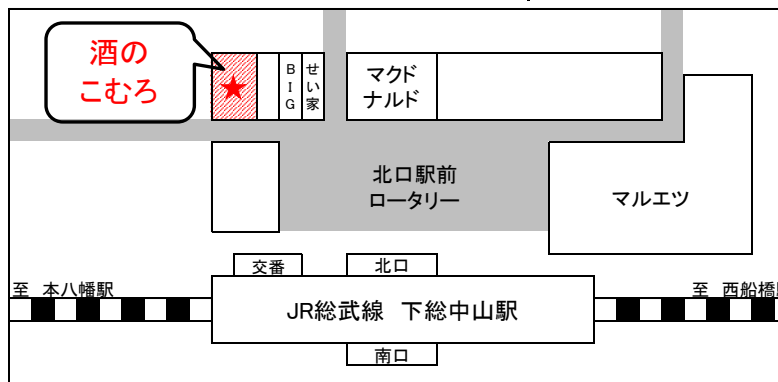 酒の
こむろ
BIG
せい家
マクド
ナルド
北口駅前
ロータリー
マルエツ
交番
北口
至 本八幡駅
至 西船橋
JR総武線 下総中山駅
南口